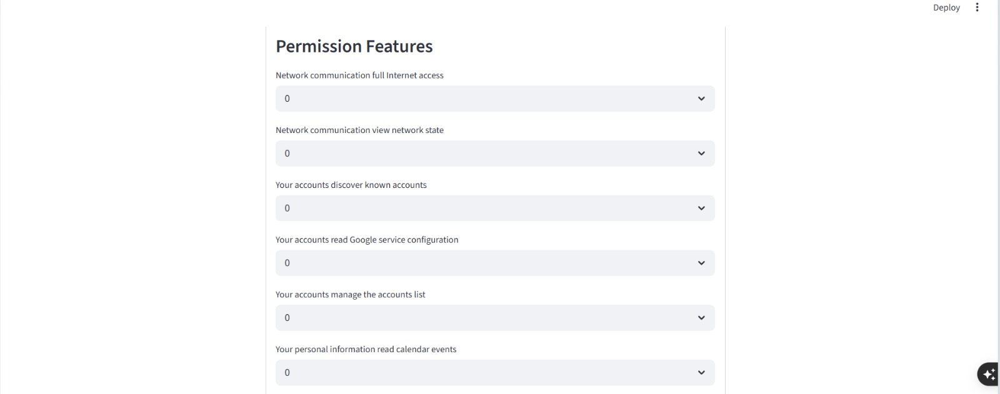 Deploy
Permission Features
Network communication full Internet access
0
Network communication view network state
0
Your accounts discover known accounts
0
Your accounts read Google service configuration
0
Your accounts manage the accounts list
0
Your personal information read calendar events
0